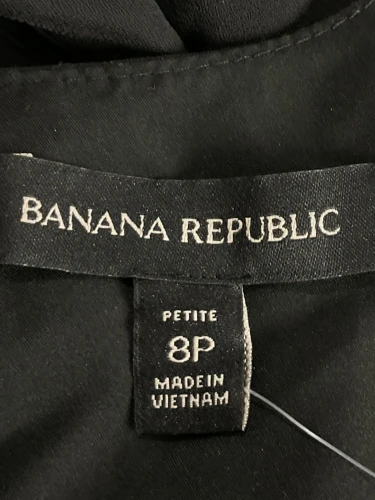 BANANA REPUBLIC
PETITE
8P
MADE IN
VIETNAM